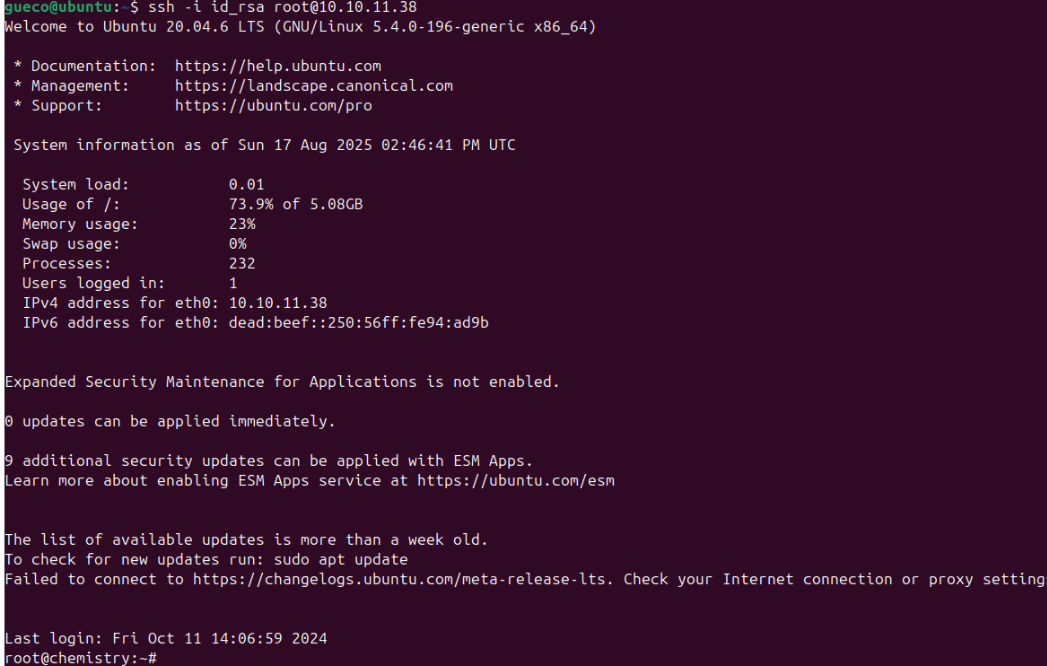 gueco@ubuntu:~$ ssh -i id_rsa root@10.10.11.38
Welcome to Ubuntu 20.04.6 LTS (GNU/Linux 5.4.0-196-generic x86_64)
* Documentation: https://help.ubuntu.com
* Management: https://landscape.canonical.com
* Support: https://ubuntu.com/pro
System information as of Sun 17 Aug 2025 02:46:41 PM UTC
System load: 0.01
Usage of /: 73.9% of 5.08GB
Memory usage: 23%
Swap usage: 0%
Processes: 232
Users logged in: 1
IPv4 address for eth0: 10.10.11.38
IPv6 address for eth0: dead:beef::250:56ff:fe94:ad9b
Expanded Security Maintenance for Applications is not enabled.
0 updates can be applied immediately.
9 additional security updates can be applied with ESM Apps.
Learn more about enabling ESM Apps service at https://ubuntu.com/esm
The list of available updates is more than a week old.
To check for new updates run: sudo apt update
Failed to connect to https://changelogs.ubuntu.com/meta-release-lts. Check your Internet connection or proxy setting
Last login: Fri Oct 11 14:06:59 2024
root@chemistry:~#